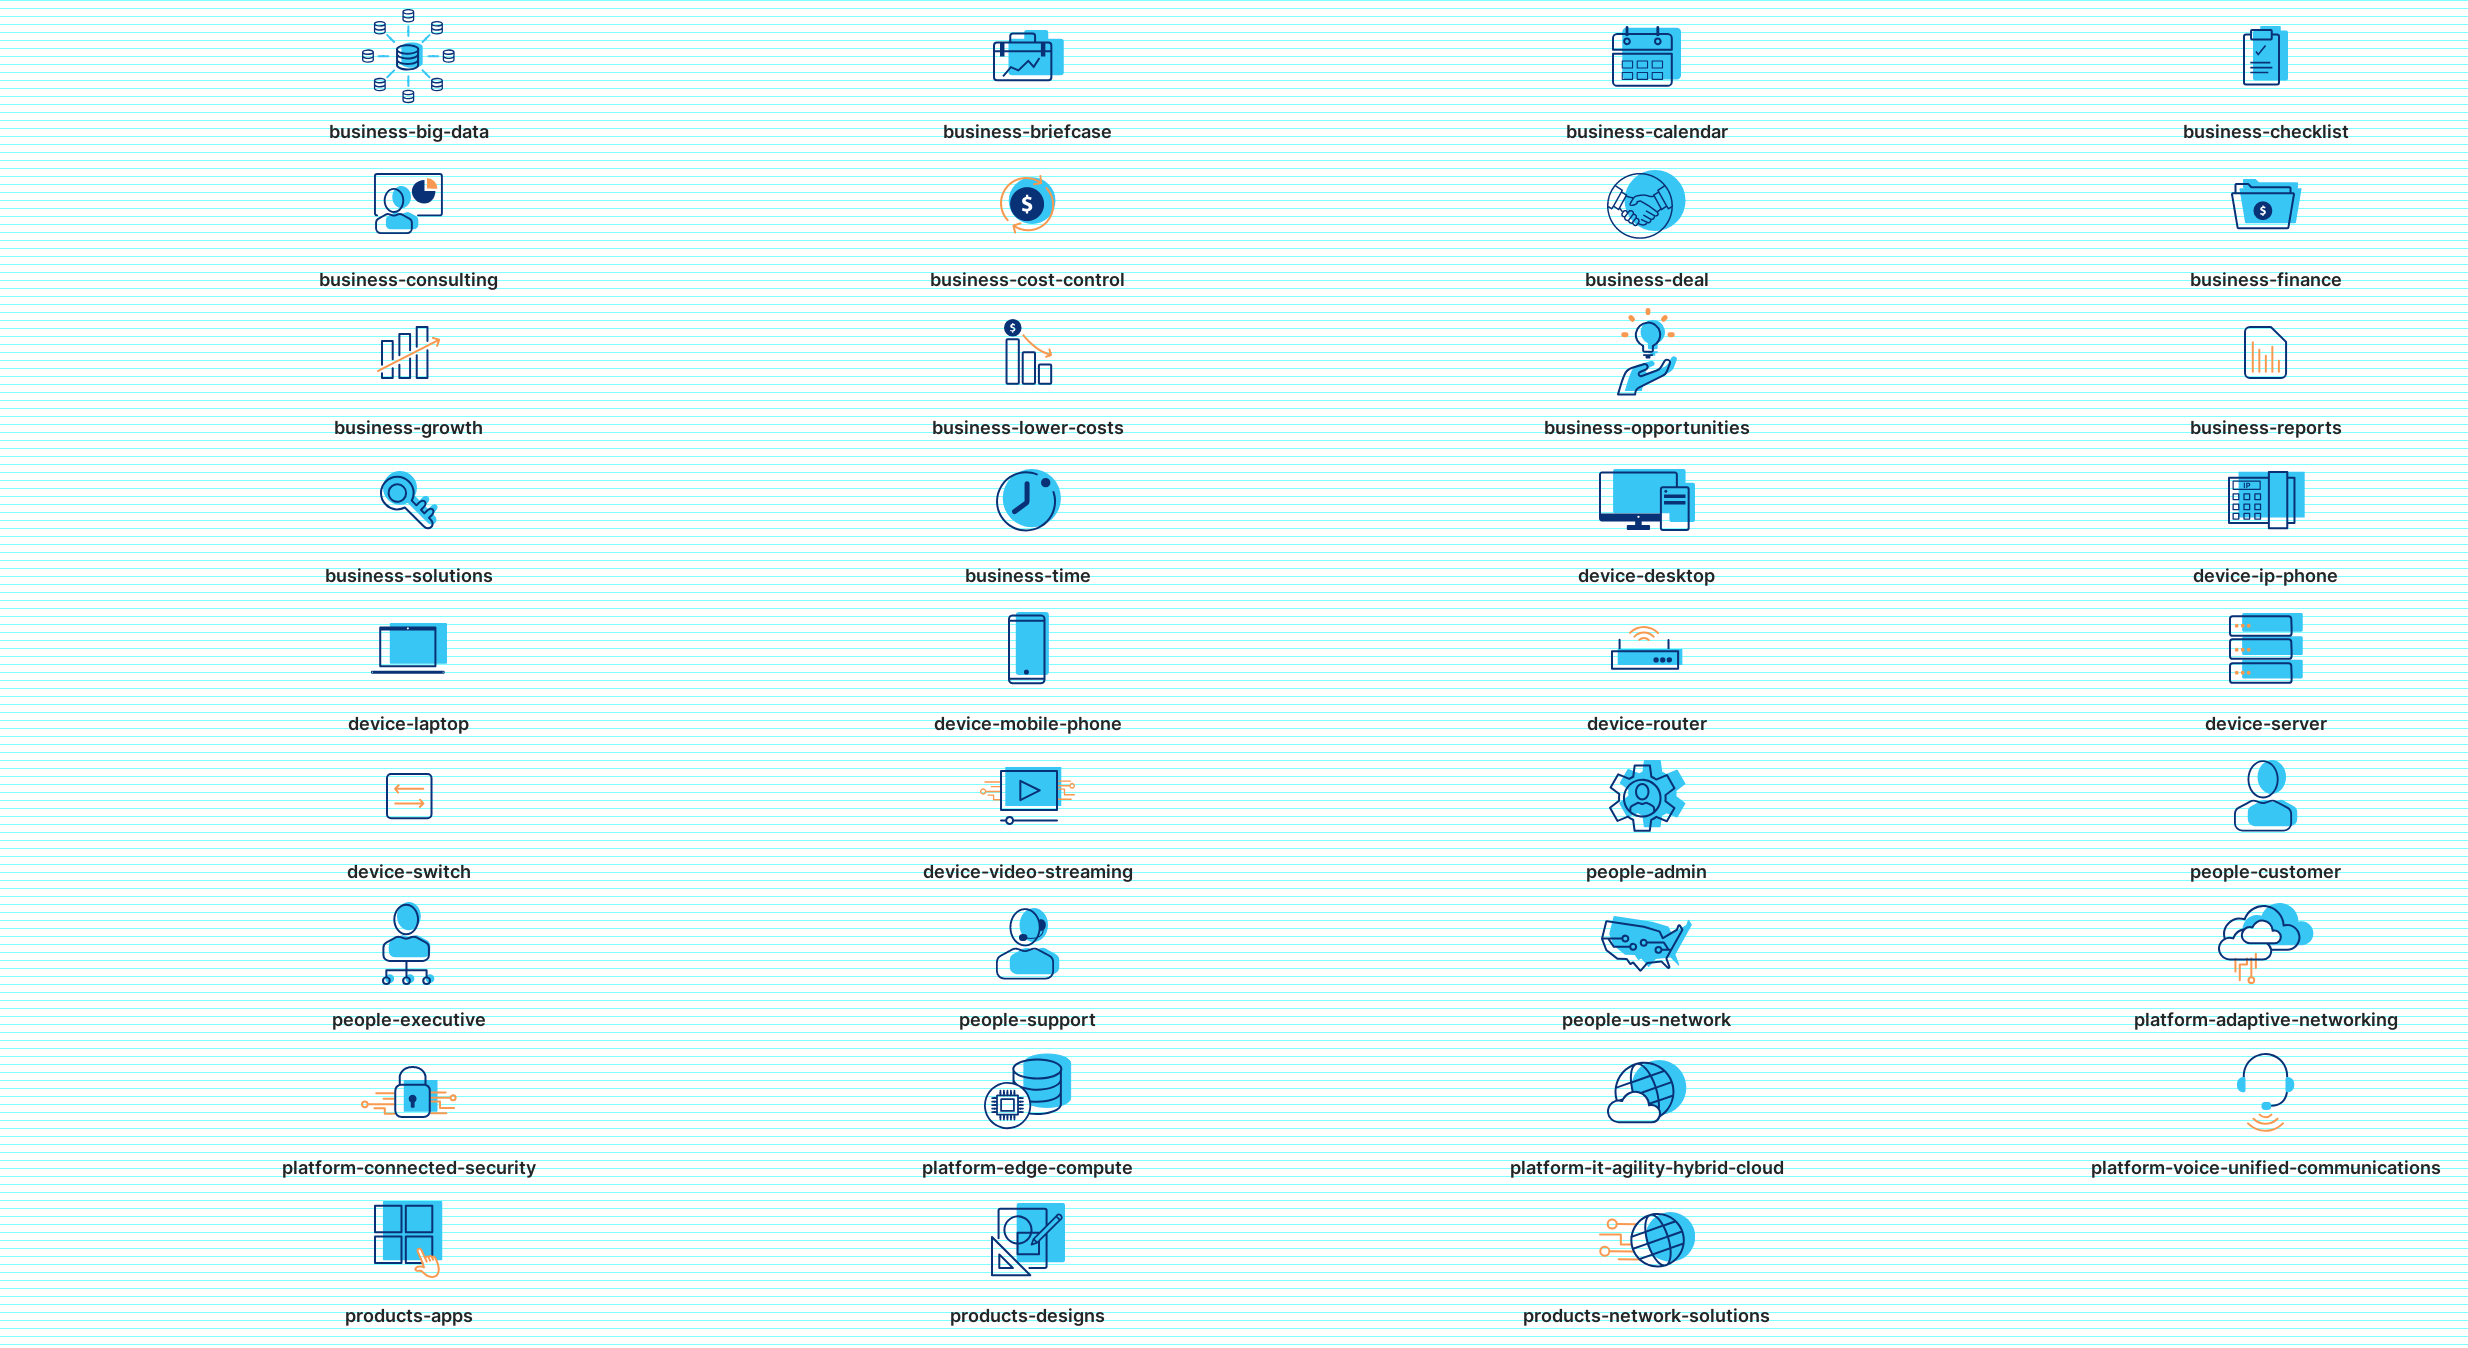 business-big-data
business-briefcase
business-calendar
business-checklist
business-consulting
$
business-cost-control
business-deal
$
business-finance
business-growth
$
business-lower-costs
business-opportunities
business-reports
business-solutions
business-time
device-desktop
IP
device-ip-phone
device-laptop
device-mobile-phone
device-router
device-server
device-switch
device-video-streaming
people-admin
people-customer
people-executive
people-support
people-us-network
platform-adaptive-networking
platform-connected-security
platform-edge-compute
platform-it-agility-hybrid-cloud
platform-voice-unified-communications
products-apps
products-designs
products-network-solutions